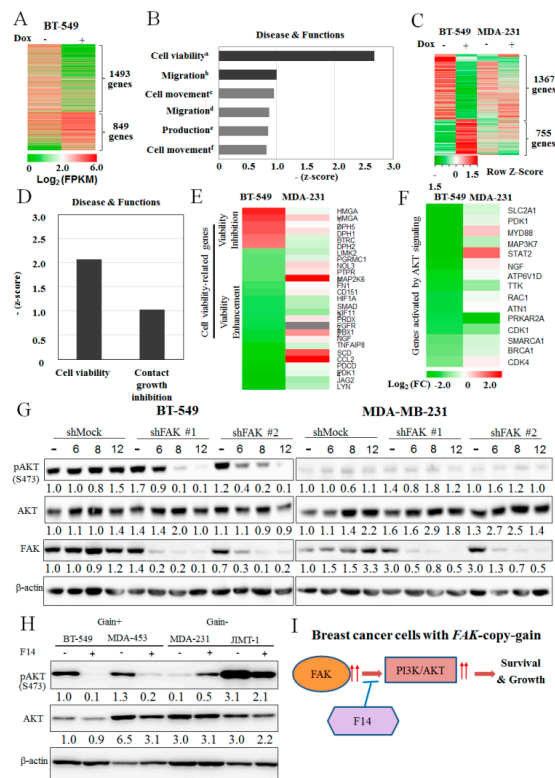 A
BT-549
Dox - +
1493 genes
849 genes
0 2.0 6.0
Log2 (FPKM)
B
Disease & Functions
Cell viabilityᵃ
Migrationᵇ
Cell movementᶜ
Migrationᵈ
Productionᵉ
Cell movementᶠ
0 0.5 1 1.5 2 2.5 3
- (z-score)
C
BT-549 MDA-231
Dox - + - +
1367 genes
755 genes
0 1.5
Row Z-Score
1.5
D
Disease & Functions
- (z-score)
3.0
2.5
2.0
1.5
1.0
0.5
0
Cell viability
Contact growth inhibition
E
BT-549 MDA-231
Cell viability-related genes
Viability Inhibition
Viability Enhancement
HMGA
HMGA
DPH5
DPH1
BTRC
DPH2
LIMK2
PGRMC1
NOL3
PTPR
MAP2K6
FN1
CD151
HIF1A
SMAD
KIF11
PRDX
EGFR
PBX1
NGF
TNFAIP8
SCD
CCL2
PDCD
PDK1
JAG2
LYN
F
BT-549 MDA-231
Genes activated by AKT signaling
SLC2A1
PDK1
MYD88
MAP3K7
STAT2
NGF
ATP6V1D
TTK
RAC1
ATN1
PRKAR2A
CDK1
SMARCA1
BRCA1
CDK4
Log2 (FC) -2.0 2.0
G
BT-549 MDA-MB-231
shMock shFAK #1 shFAK #2 shMock shFAK #1 shFAK #2
- 6 8 12 - 6 8 12 - 6 8 12 - 6 8 12 - 6 8 12 - 6 8 12
pAKT (S473)
1.0 1.0 0.8 1.5 1.7 0.9 0.1 0.1 1.2 0.4 0.2 0.1 1.0 1.0 0.6 1.1 1.4 0.8 1.8 1.2 1.0 1.6 1.2 1.0
AKT
1.0 1.1 1.0 1.4 1.4 1.4 2.0 1.0 1.1 1.1 0.9 0.9 1.0 1.1 1.4 2.2 1.6 1.6 2.9 1.8 1.3 2.7 2.5 1.4
FAK
1.0 1.0 0.9 1.2 1.4 0.2 0.2 0.1 0.7 0.3 0.1 0.2 1.0 1.5 1.5 3.3 3.0 0.5 0.8 0.5 3.0 1.3 0.7 0.5
β-actin
H
Gain+ Gain-
BT-549 MDA-453 MDA-231 JIMT-1
F14 - + - + - + - +
pAKT (S473)
1.0 0.1 1.3 0.2 0.1 0.5 3.1 2.1
AKT
1.0 0.9 6.5 3.1 3.0 3.1 3.0 2.2
β-actin
I
Breast cancer cells with FAK-copy-gain
FAK
PI3K/AKT
Survival & Growth
F14